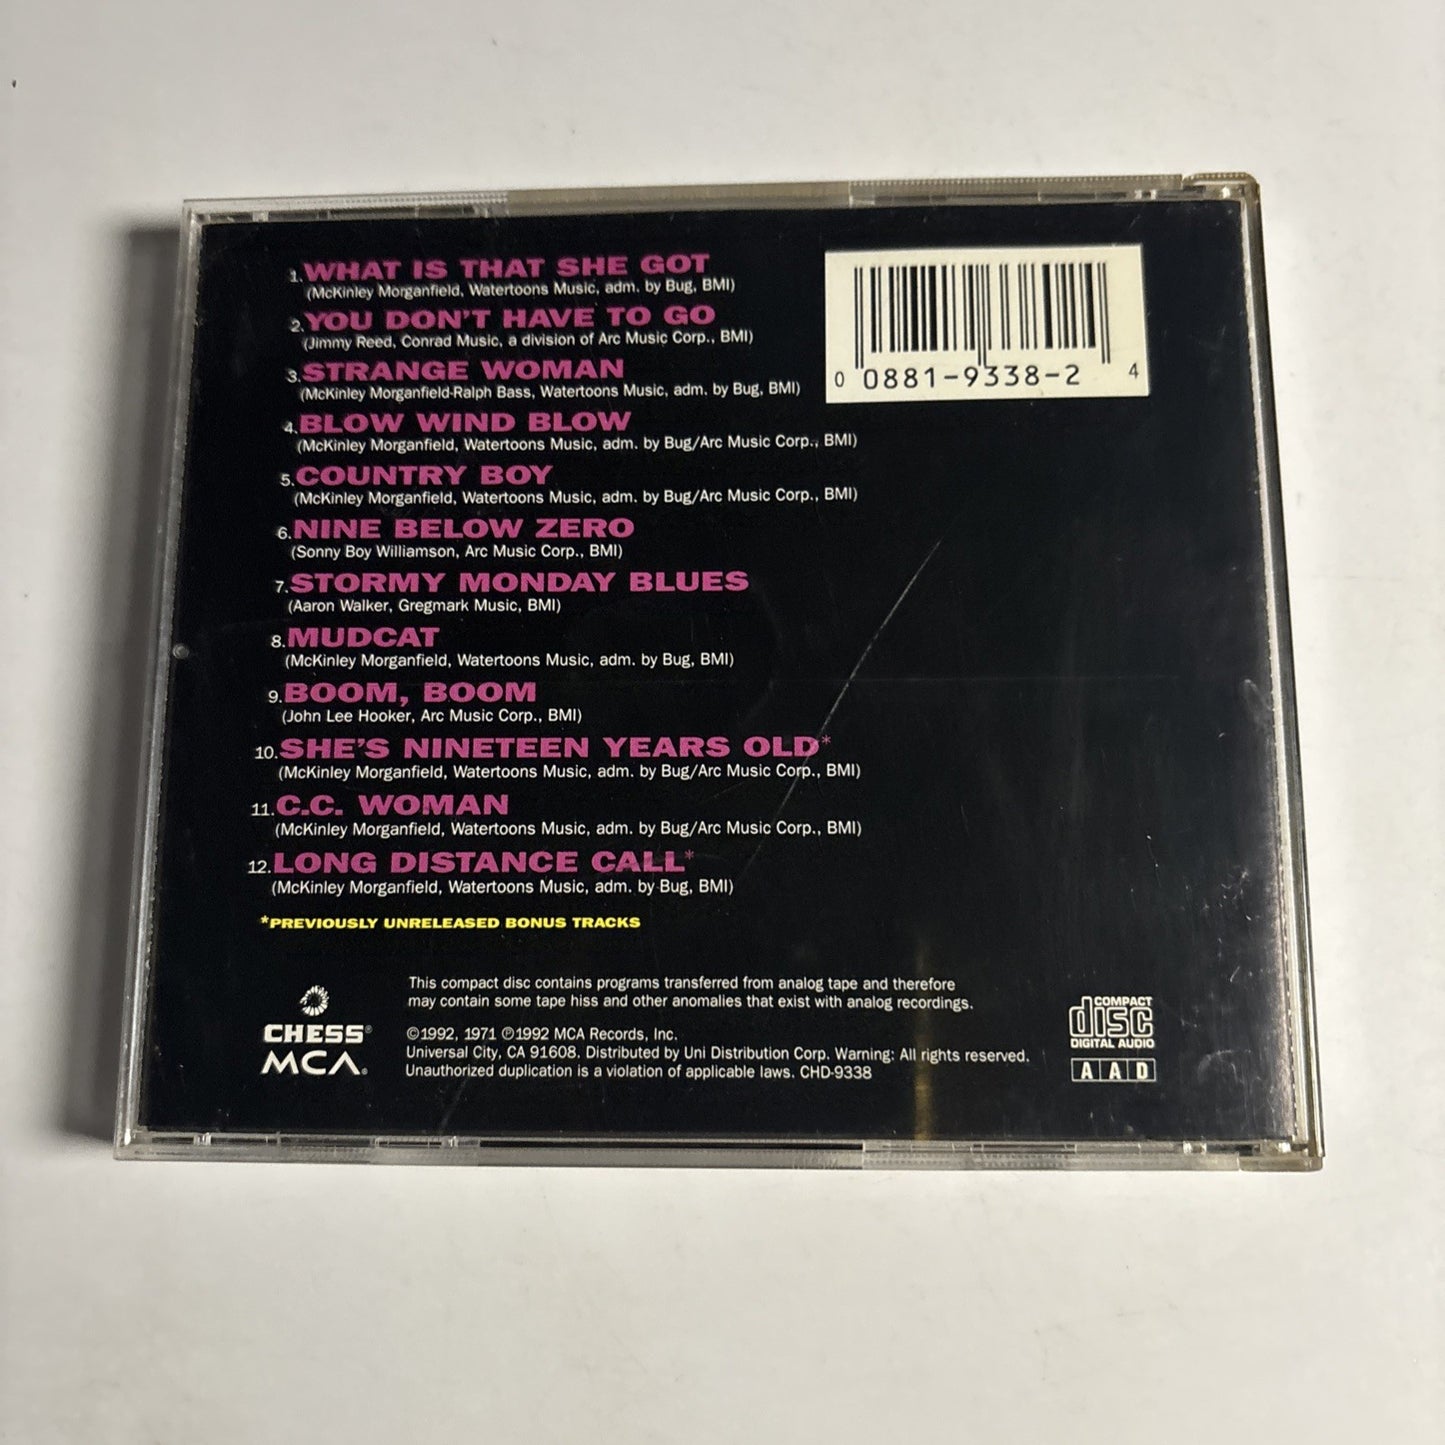 1. WHAT IS THAT SHE GOT
(McKinley Morganfield, Watertoons Music, adm. by Bug, BMI)
2. YOU DON'T HAVE TO GO
(Jimmy Reed, Conrad Music, a division of Arc Music Corp., BMI)
3. STRANGE WOMAN
(McKinley Morganfield-Ralph Bass, Watertoons Music, adm. by Bug, BMI)
4. BLOW WIND BLOW
(McKinley Morganfield, Watertoons Music, adm. by Bug/Arc Music Corp., BMI)
5. COUNTRY BOY
(McKinley Morganfield, Watertoons Music, adm. by Bug/Arc Music Corp., BMI)
6. NINE BELOW ZERO
(Sonny Boy Williamson, Arc Music Corp., BMI)
7. STORMY MONDAY BLUES
(Aaron Walker, Gregmark Music, BMI)
8. MUDCAT
(McKinley Morganfield, Watertoons Music, adm. by Bug, BMI)
9. BOOM, BOOM
(John Lee Hooker, Arc Music Corp., BMI)
10. SHE'S NINETEEN YEARS OLD*
(McKinley Morganfield, Watertoons Music, adm. by Bug/Arc Music Corp., BMI)
11. C.C. WOMAN
(McKinley Morganfield, Watertoons Music, adm. by Bug/Arc Music Corp., BMI)
12. LONG DISTANCE CALL*
(McKinley Morganfield, Watertoons Music, adm. by Bug, BMI)
*PREVIOUSLY UNRELEASED BONUS TRACKS
0 0881-9338-2 4
CHESS®
MCA®
This compact disc contains programs transferred from analog tape and therefore
may contain some tape hiss and other anomalies that exist with analog recordings.
©1992, 1971 ℗1992 MCA Records, Inc.
Universal City, CA 91608. Distributed by Uni Distribution Corp. Warning: All rights reserved.
Unauthorized duplication is a violation of applicable laws. CHD-9338
COMPACT
disc
DIGITAL AUDIO
A A D